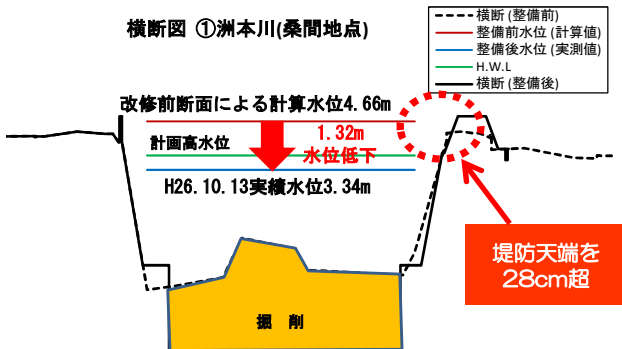 横断図 ①洲本川(桑間地点)
横断 (整備前)
整備前水位 (計算値)
整備後水位 (実測値)
H.W.L
横断 (整備後)
改修前断面による計算水位4.66m
計画高水位
1.32m
水位低下
H26.10.13実績水位3.34m
堤防天端を
28cm超
掘 削